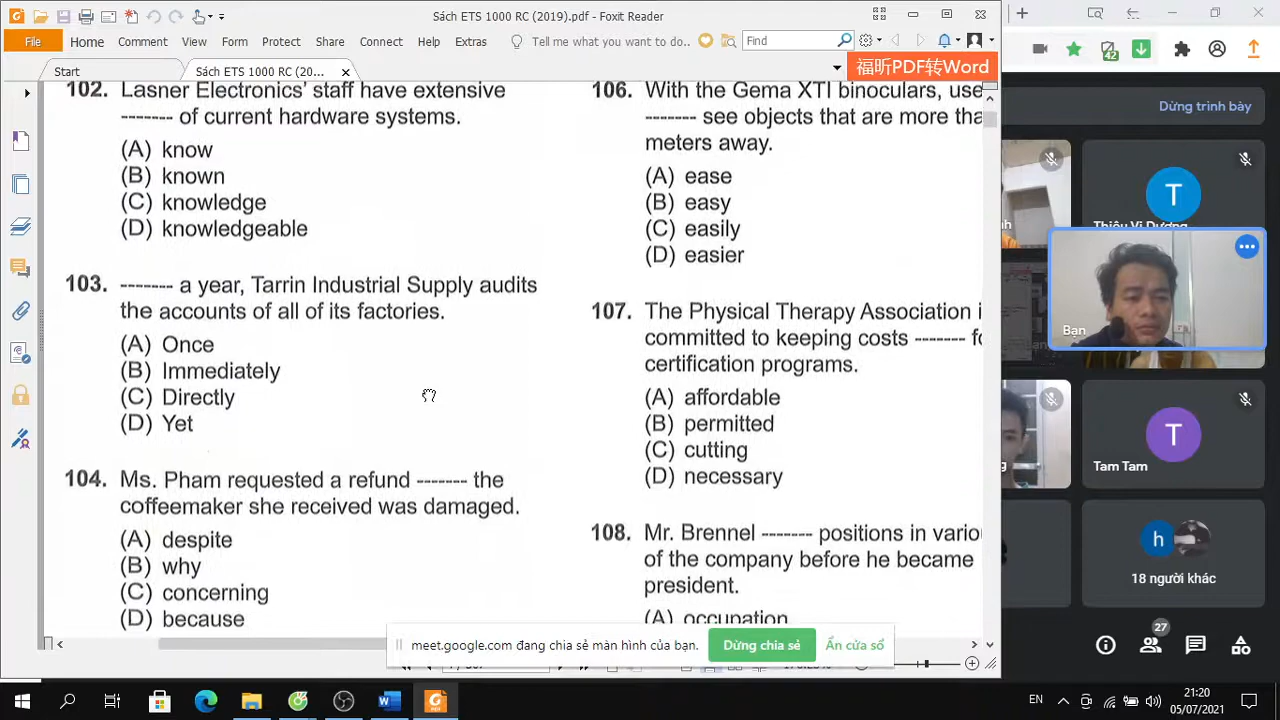 Sách ETS 1000 RC (2019).pdf - Foxit Reader
File Home Comment View Form Protect Share Connect Help Extras Tell me what you want to do.. Find
Start Sách ETS 1000 RC (20... 福昕PDF转Word
102. Lasner Electronics' staff have extensive
------- of current hardware systems.
(A) know
(B) known
(C) knowledge
(D) knowledgeable
103. ------- a year, Tarrin Industrial Supply audits
the accounts of all of its factories.
(A) Once
(B) Immediately
(C) Directly
(D) Yet
104. Ms. Pham requested a refund ------- the
coffeemaker she received was damaged.
(A) despite
(B) why
(C) concerning
(D) because
106. With the Gema XTI binoculars, use
------- see objects that are more tha
meters away.
(A) ease
(B) easy
(C) easily
(D) easier
107. The Physical Therapy Association i
committed to keeping costs ------- fo
certification programs.
(A) affordable
(B) permitted
(C) cutting
(D) necessary
108. Mr. Brennel ------- positions in vario
of the company before he became
president.
(A) occupation
meet.google.com đang chia sẻ màn hình của bạn. Dừng chia sẻ Ẩn cửa sổ
42
Dừng trình bày
T
Thiệu Vi Dương
Bạn
T
Tam Tam
h
18 người khác
27
EN
21:20
05/07/2021